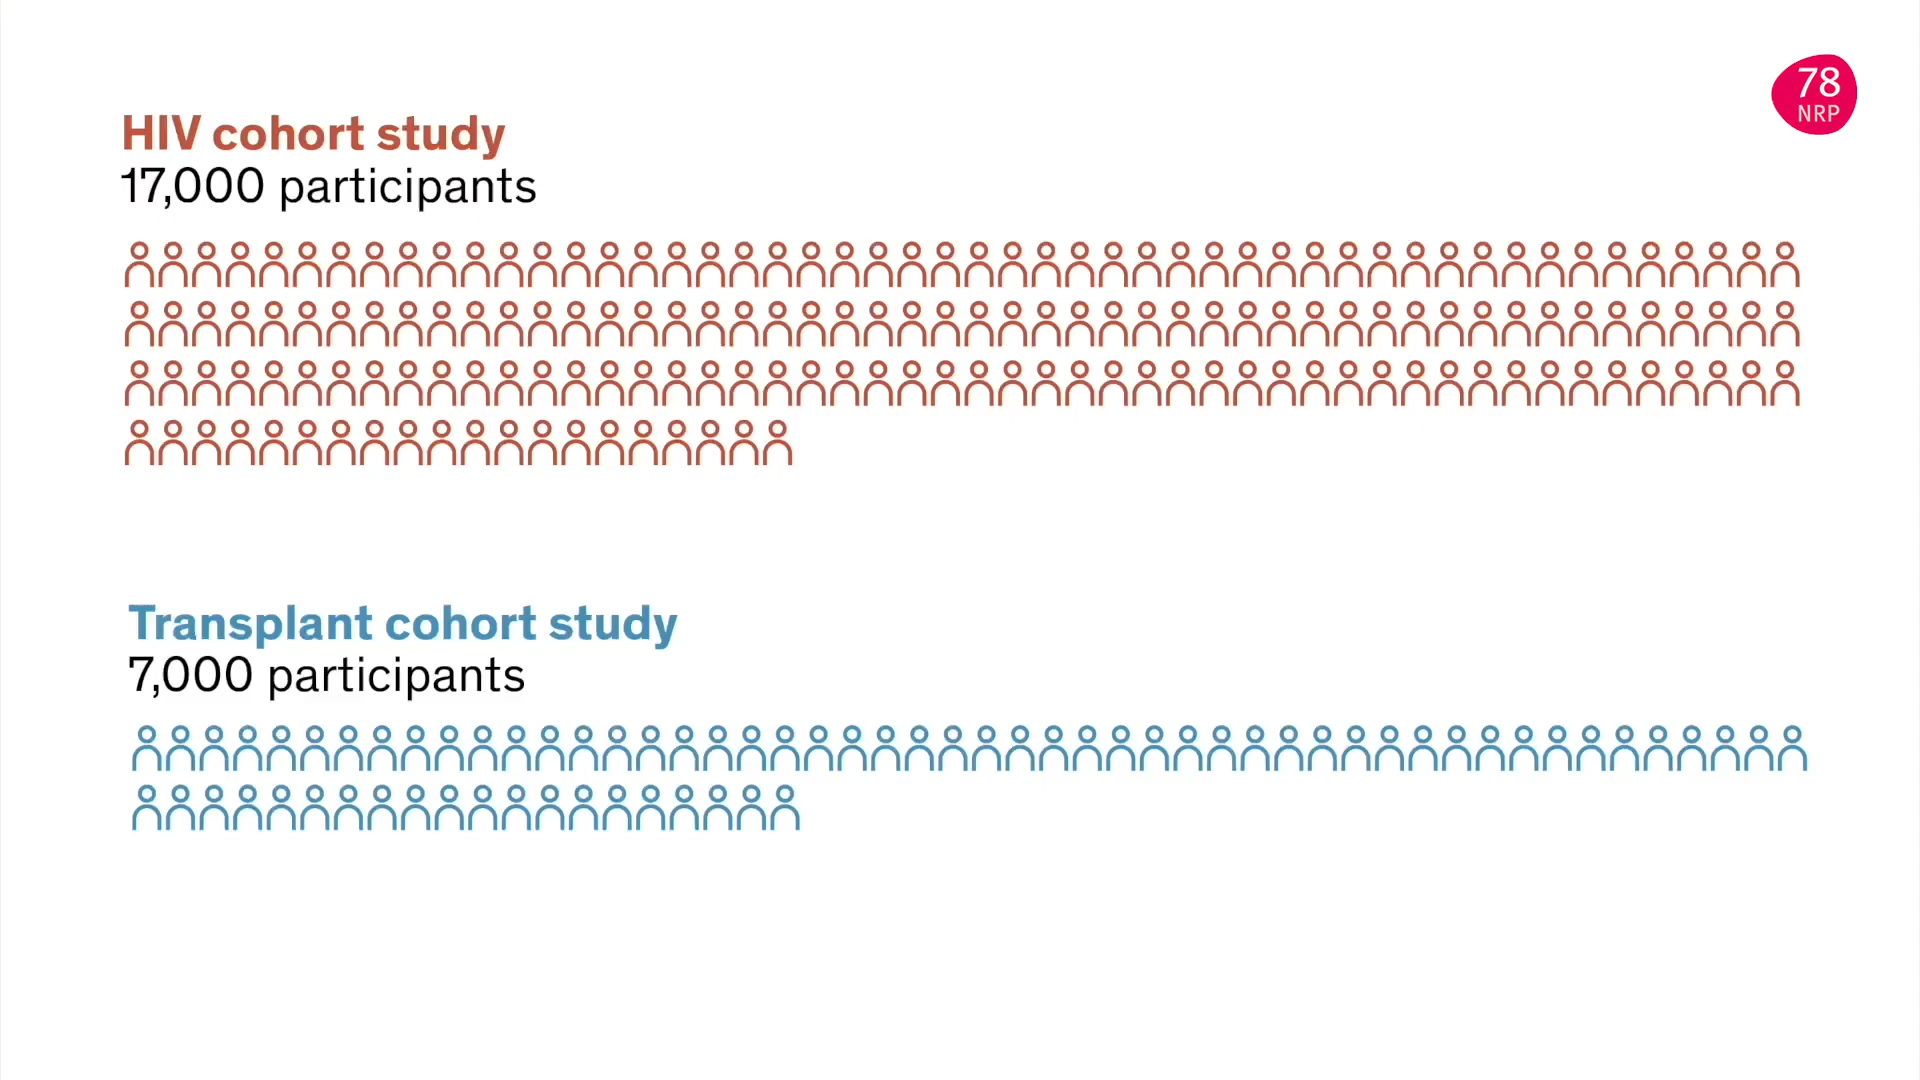 78
NRP
HIV cohort study
17,000 participants
Transplant cohort study
7,000 participants